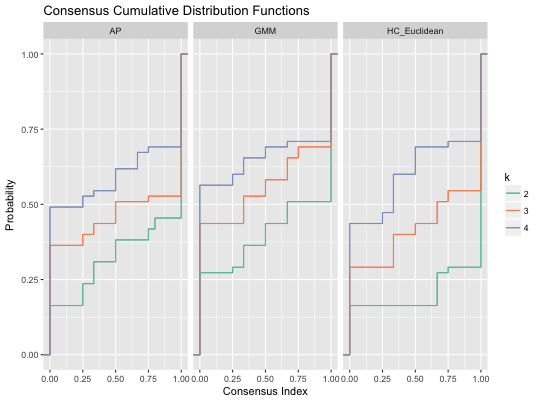 Consensus Cumulative Distribution Functions
AP GMM HC_Euclidean
1.00
0.75
0.50
0.25
0.00
Probability
0.00 0.25 0.50 0.75 1.00 0.00 0.25 0.50 0.75 1.00 0.00 0.25 0.50 0.75 1.00
Consensus Index
k
2
3
4